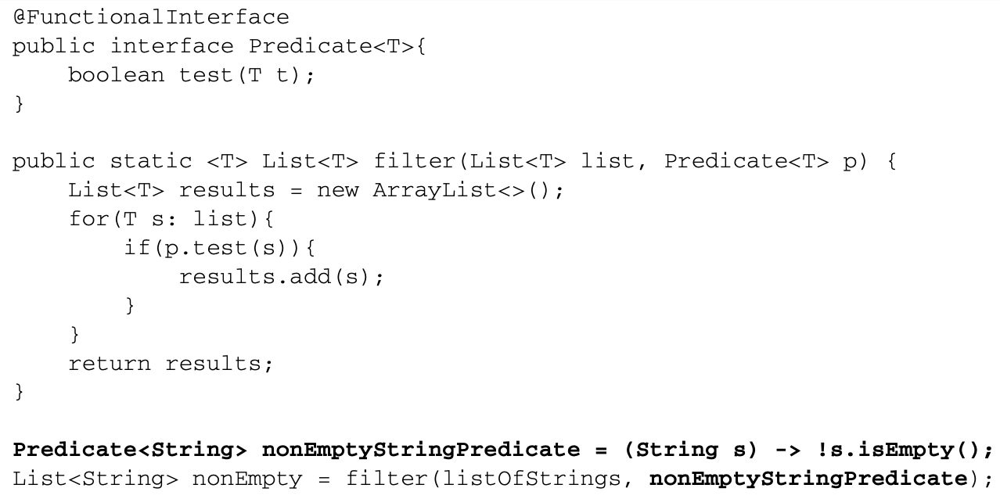 @FunctionalInterface
public interface Predicate<T>{
    boolean test(T t);
}

public static <T> List<T> filter(List<T> list, Predicate<T> p) {
    List<T> results = new ArrayList<>();
    for(T s: list){
        if(p.test(s)){
            results.add(s);
        }
    }
    return results;
}

Predicate<String> nonEmptyStringPredicate = (String s) -> !s.isEmpty();
List<String> nonEmpty = filter(listOfStrings, nonEmptyStringPredicate);